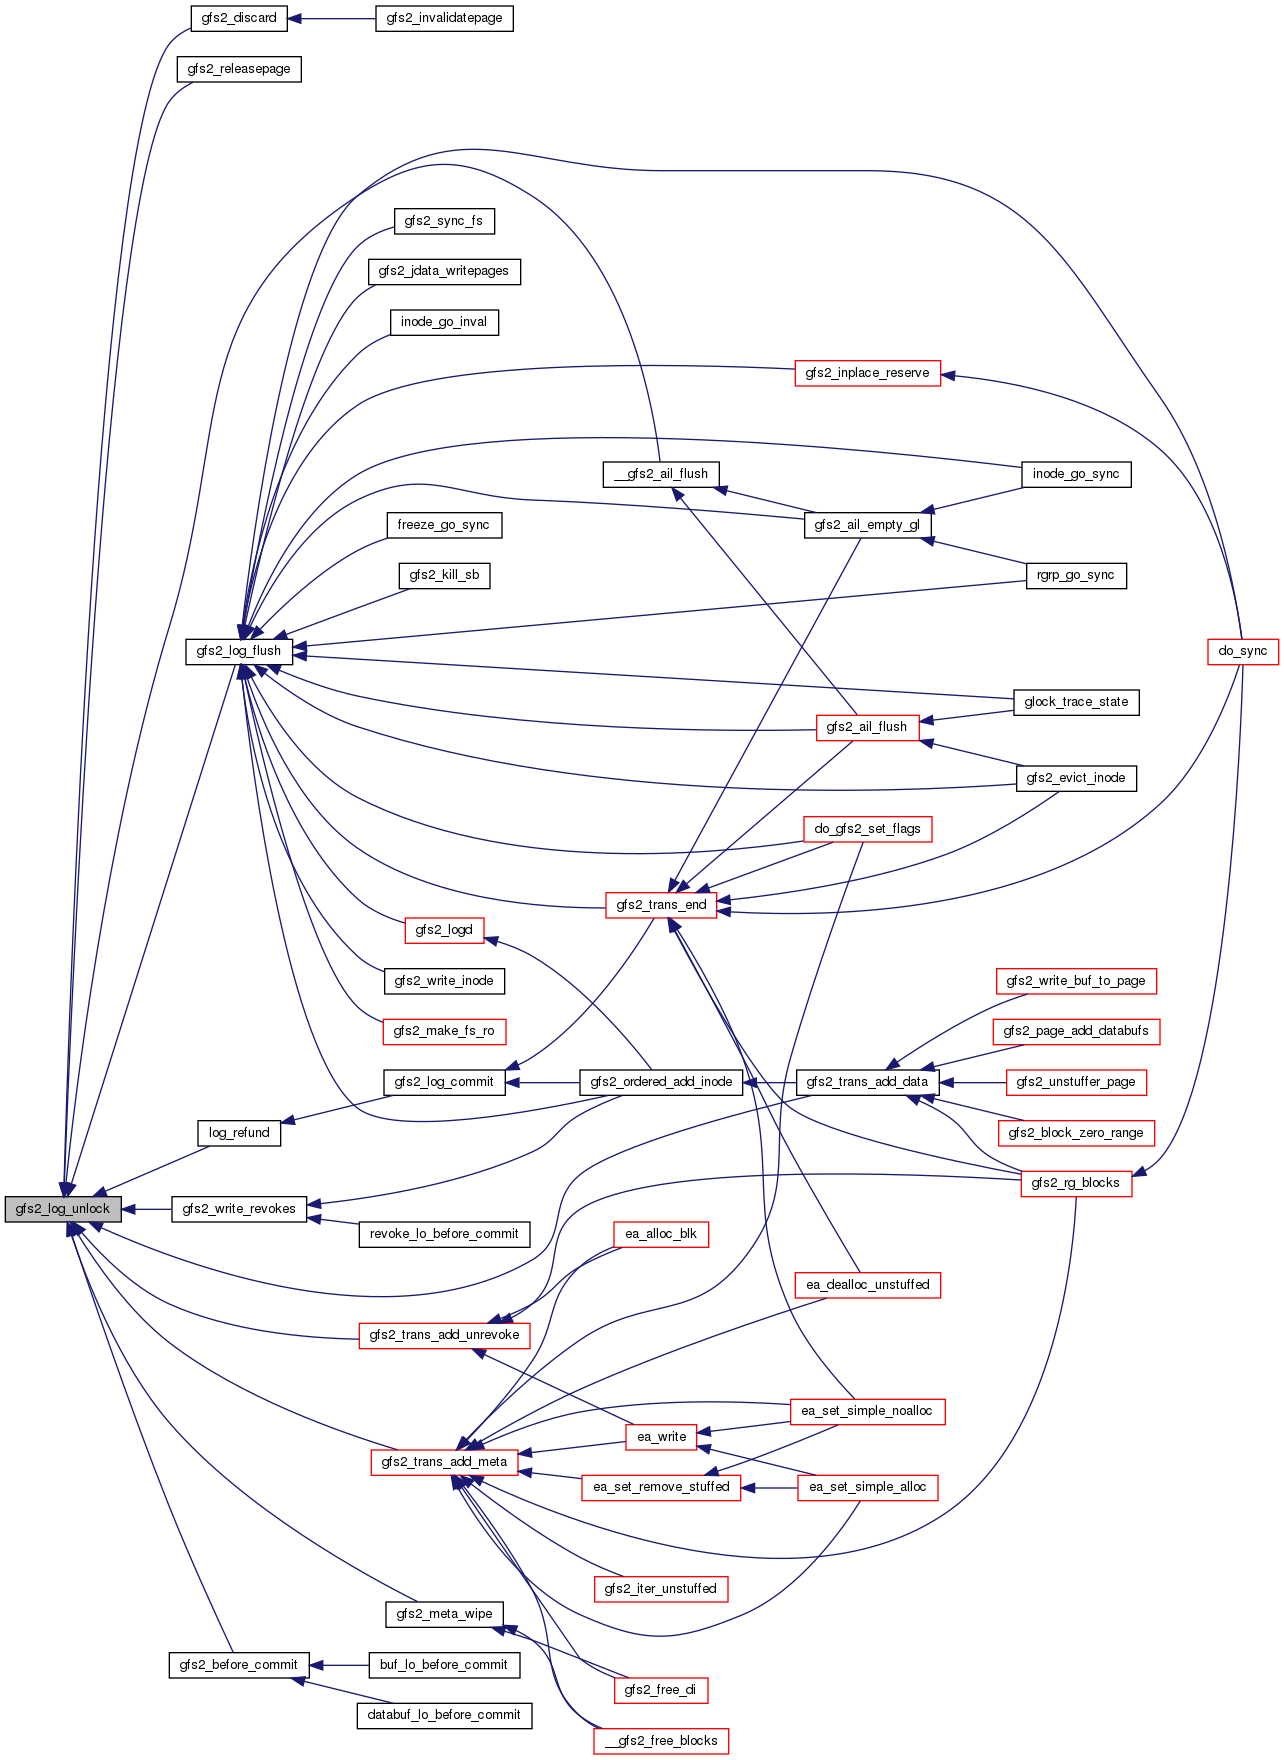 gfs2_discard
gfs2_invalidatepage
gfs2_releasepage
gfs2_sync_fs
gfs2_jdata_writepages
inode_go_inval
gfs2_inplace_reserve
__gfs2_ail_flush
inode_go_sync
freeze_go_sync
gfs2_ail_empty_gl
gfs2_kill_sb
rgrp_go_sync
gfs2_log_flush
do_sync
glock_trace_state
gfs2_ail_flush
gfs2_evict_inode
do_gfs2_set_flags
gfs2_trans_end
gfs2_logd
gfs2_write_inode
gfs2_write_buf_to_page
gfs2_make_fs_ro
gfs2_page_add_databufs
gfs2_log_commit
gfs2_ordered_add_inode
gfs2_trans_add_data
gfs2_unstuffer_page
log_refund
gfs2_block_zero_range
gfs2_rg_blocks
gfs2_log_unlock
gfs2_write_revokes
revoke_lo_before_commit
ea_alloc_blk
ea_dealloc_unstuffed
gfs2_trans_add_unrevoke
ea_set_simple_noalloc
ea_write
gfs2_trans_add_meta
ea_set_remove_stuffed
ea_set_simple_alloc
gfs2_iter_unstuffed
gfs2_meta_wipe
gfs2_before_commit
buf_lo_before_commit
gfs2_free_di
databuf_lo_before_commit
__gfs2_free_blocks